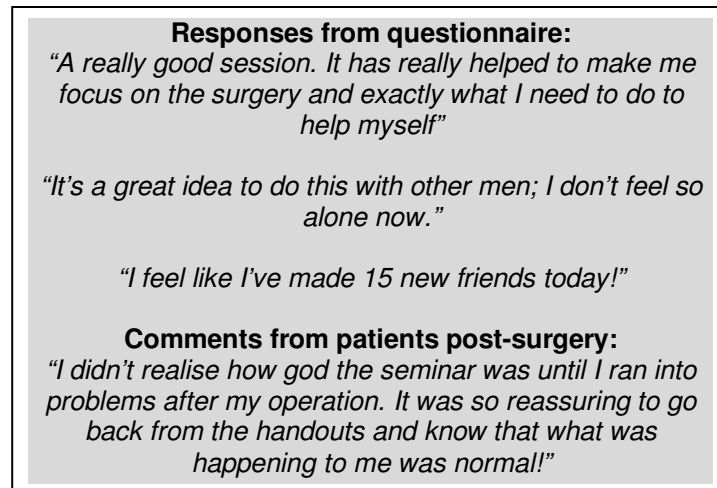 Responses from questionnaire:
“A really good session. It has really helped to make me
focus on the surgery and exactly what I need to do to
help myself”
“It’s a great idea to do this with other men; I don’t feel so
alone now.”
“I feel like I’ve made 15 new friends today!”
Comments from patients post-surgery:
“I didn’t realise how god the seminar was until I ran into
problems after my operation. It was so reassuring to go
back from the handouts and know that what was
happening to me was normal!”